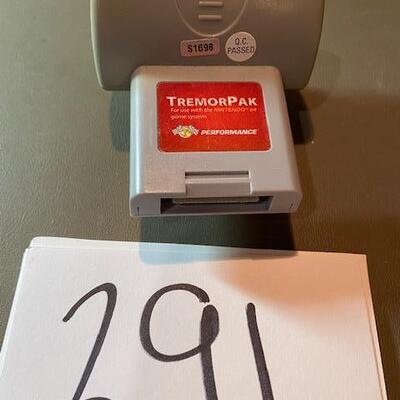 S1698
Q.C.
PASSED
TREMORPAK
For use with the NINTENDO® 64
game system
PERFORMANCE
291